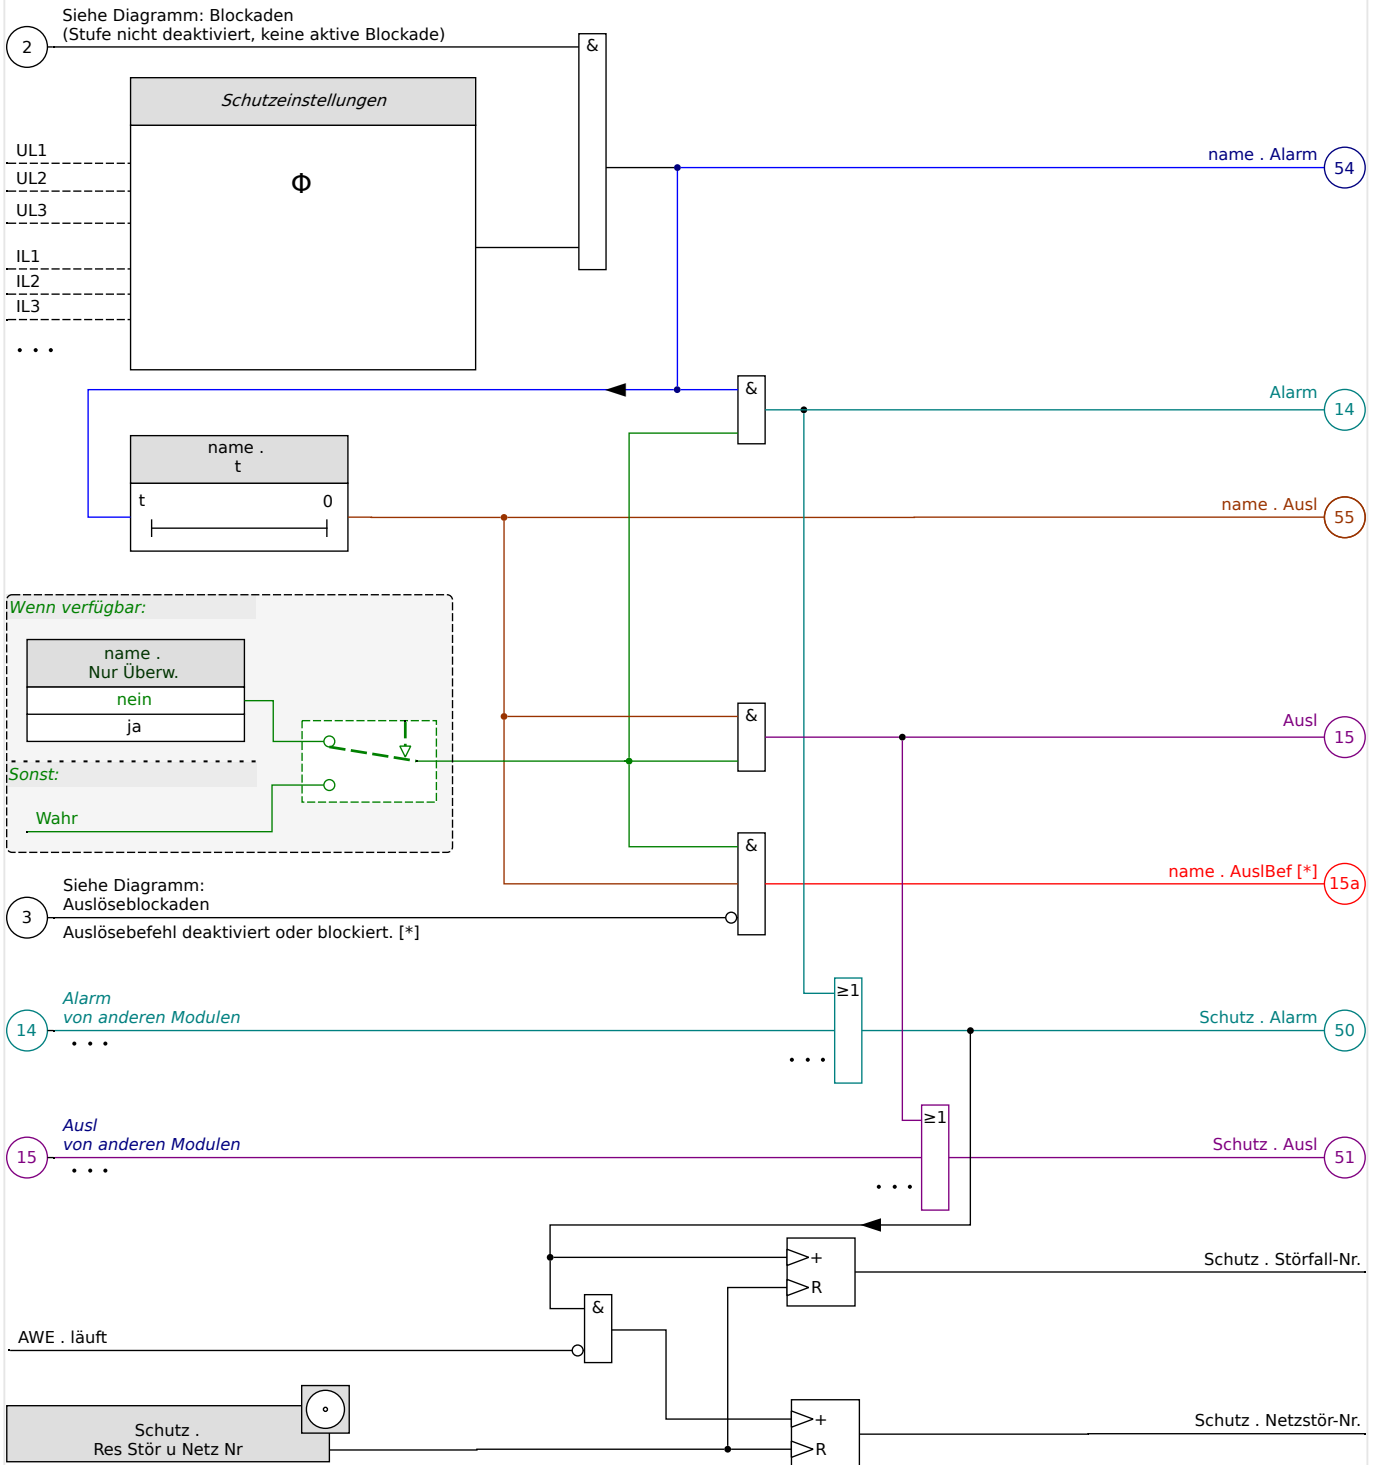 Siehe Diagramm: Blockaden
(Stufe nicht deaktiviert, keine aktive Blockade)
2
&
Schutzeinstellungen
UL1
UL2
UL3
Φ
IL1
IL2
IL3
. . .
name . Alarm
54
&
Alarm
14
name .
t
t 0
name . Ausl
55
Wenn verfügbar:
name .
Nur Überw.
nein
ja
Sonst:
Wahr
&
Ausl
15
&
name . AuslBef [*]
15a
Siehe Diagramm:
Auslöseblockaden
3
Auslösebefehl deaktiviert oder blockiert. [*]
Alarm
von anderen Modulen
14
. . .
≥1
. . .
Schutz . Alarm
50
Ausl
von anderen Modulen
15
. . .
≥1
. . .
Schutz . Ausl
51
+
R
Schutz . Störfall-Nr.
&
AWE . läuft
Schutz .
Res Stör u Netz Nr
+
R
Schutz . Netzstör-Nr.